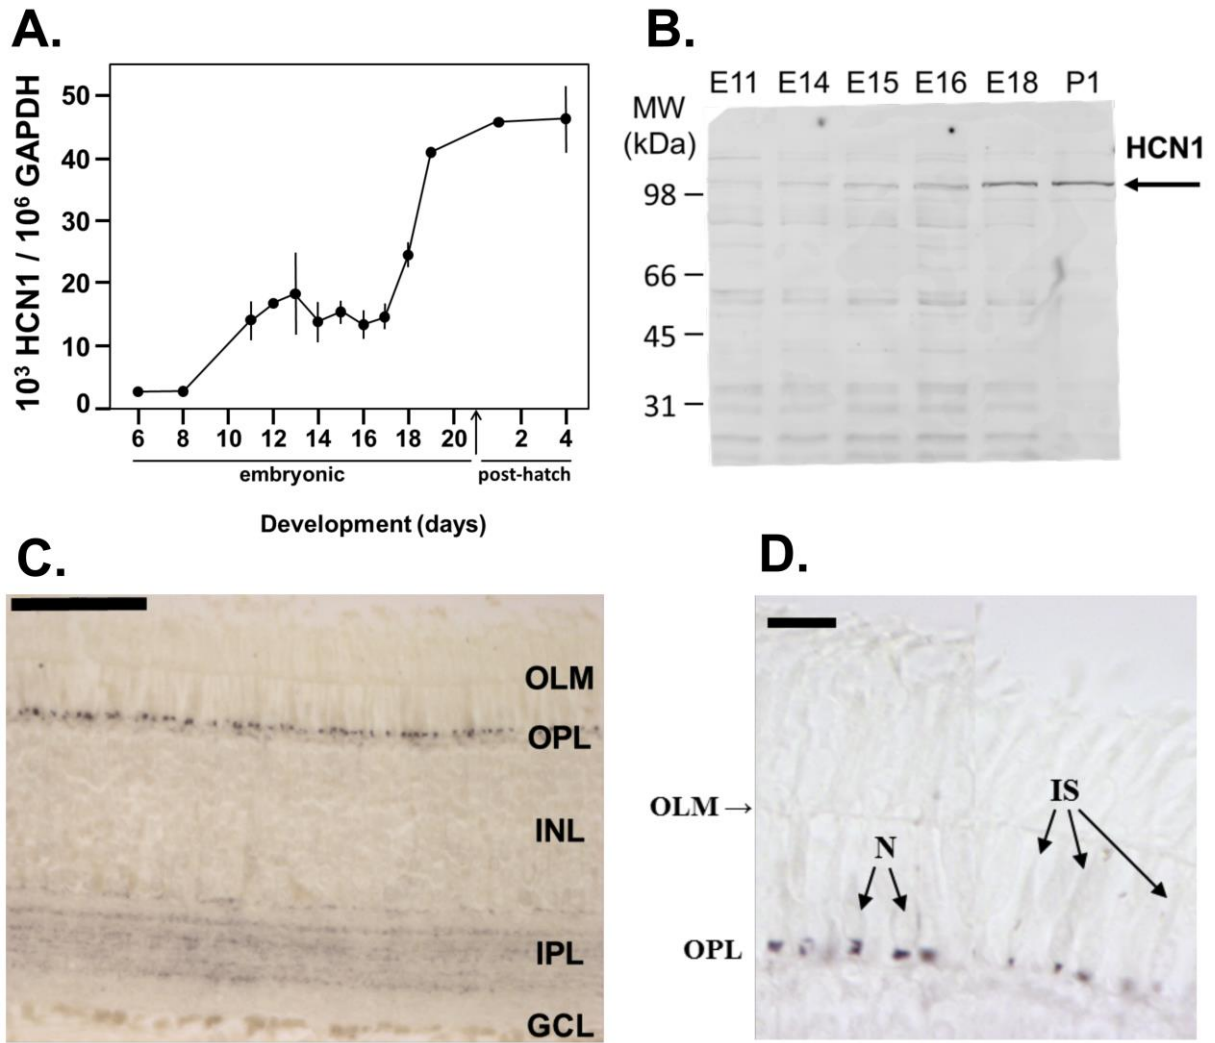 A.
10³ HCN1 / 10⁶ GAPDH
50
40
30
20
10
0
6 8 10 12 14 16 18 20 2 4
embryonic post-hatch
Development (days)
B.
E11 E14 E15 E16 E18 P1
MW
(kDa)
HCN1
98
66
45
31
C.
OLM
OPL
INL
IPL
GCL
D.
OLM
IS
N
OPL